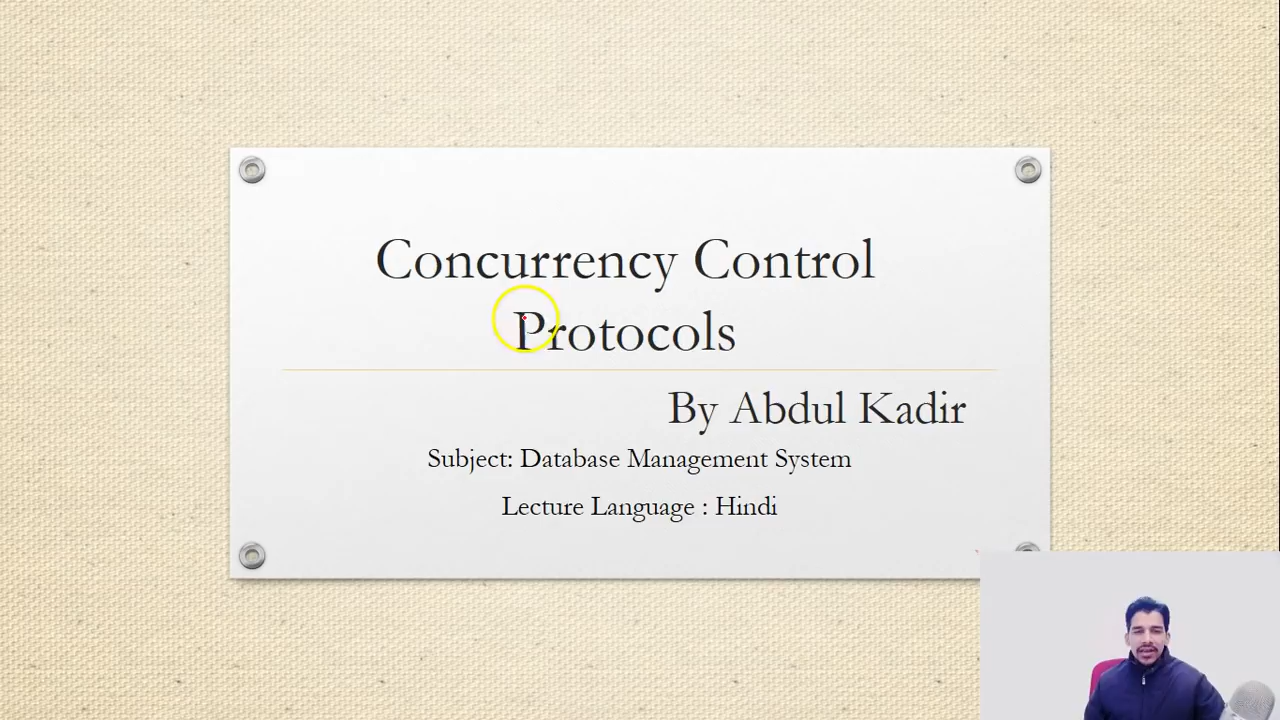 Concurrency Control
Protocols
By Abdul Kadir
Subject: Database Management System
Lecture Language : Hindi